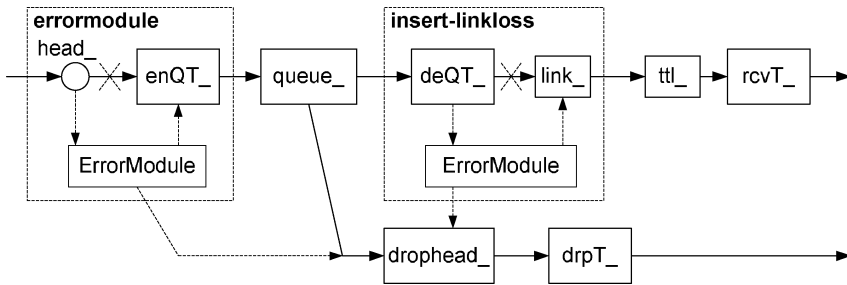 errormodule
insert-linkloss
head_
enQT_
queue_
deQT_
link_
ttl_
rcvT_
ErrorModule
ErrorModule
drophead_
drpT_